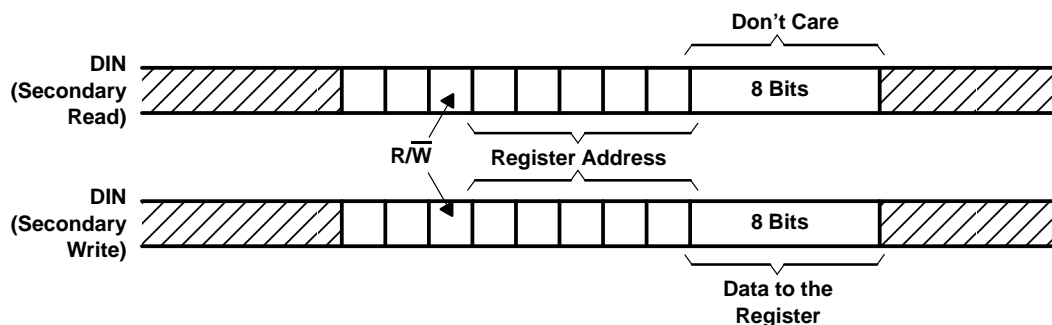 Don't Care
DIN
(Secondary
Read)
8 Bits
R/W̅
Register Address
DIN
(Secondary
Write)
8 Bits
Data to the
Register